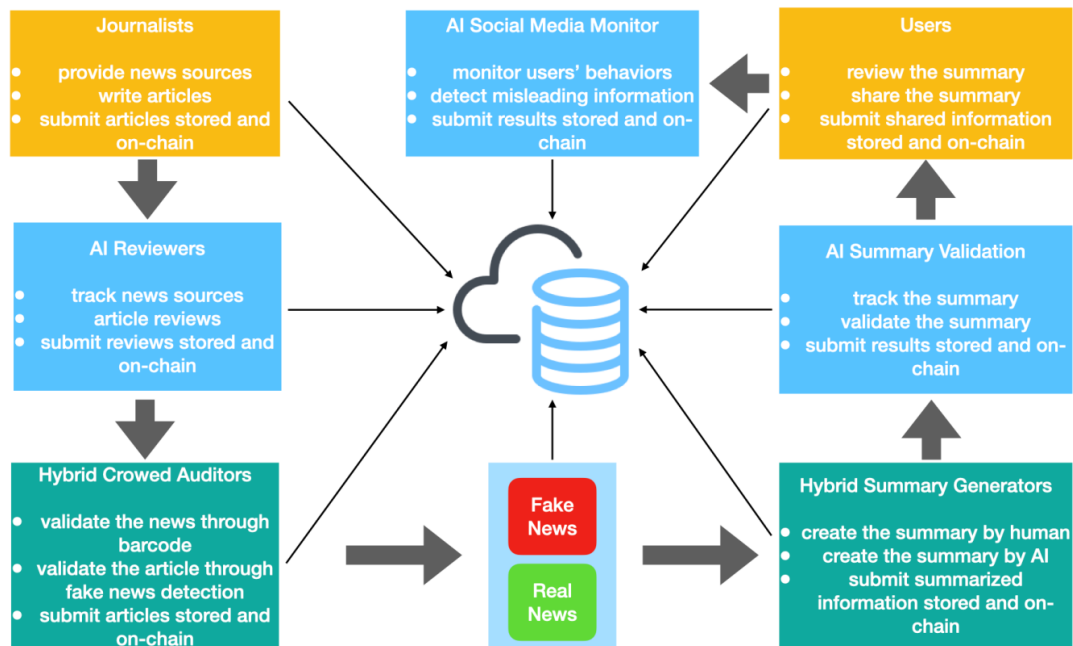 Journalists
• provide news sources
• write articles
• submit articles stored and
on-chain
AI Social Media Monitor
• monitor users’ behaviors
• detect misleading information
• submit results stored and on-
chain
Users
• review the summary
• share the summary
• submit shared information
stored and on-chain
AI Reviewers
• track news sources
• article reviews
• submit reviews stored and
on-chain
AI Summary Validation
• track the summary
• validate the summary
• submit results stored and on-
chain
Hybrid Crowed Auditors
• validate the news through
barcode
• validate the article through
fake news detection
• submit articles stored and
on-chain
Fake
News
Real
News
Hybrid Summary Generators
• create the summary by human
• create the summary by AI
• submit summarized
information stored and on-
chain